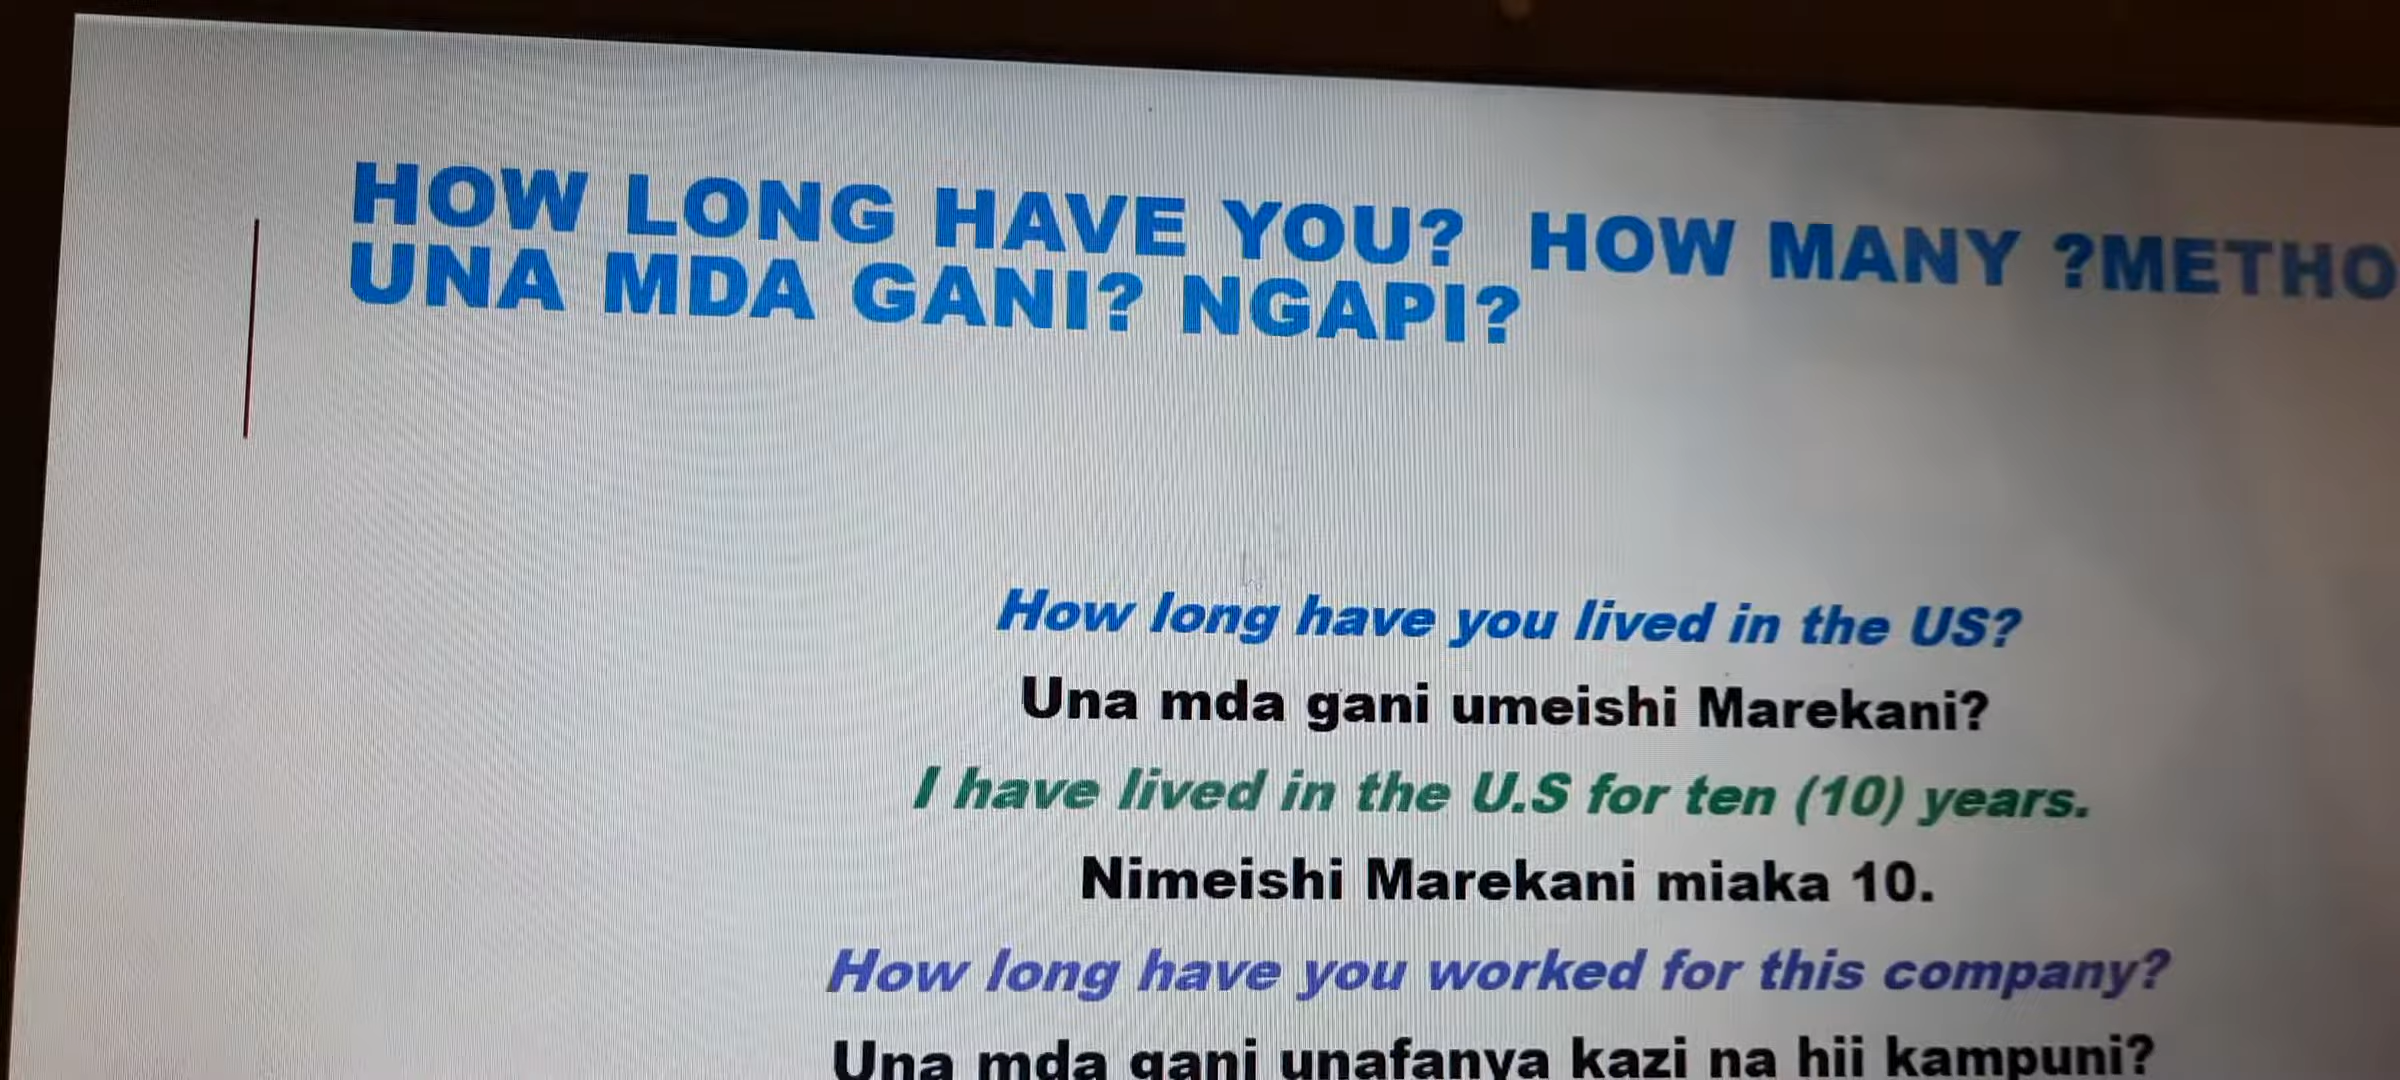 HOW LONG HAVE YOU? HOW MANY ?METHO
UNA MDA GANI? NGAPI?
How long have you lived in the US?
Una mda gani umeishi Marekani?
I have lived in the U.S for ten (10) years.
Nimeishi Marekani miaka 10.
How long have you worked for this company?
Una mda gani unafanya kazi na hii kampuni?